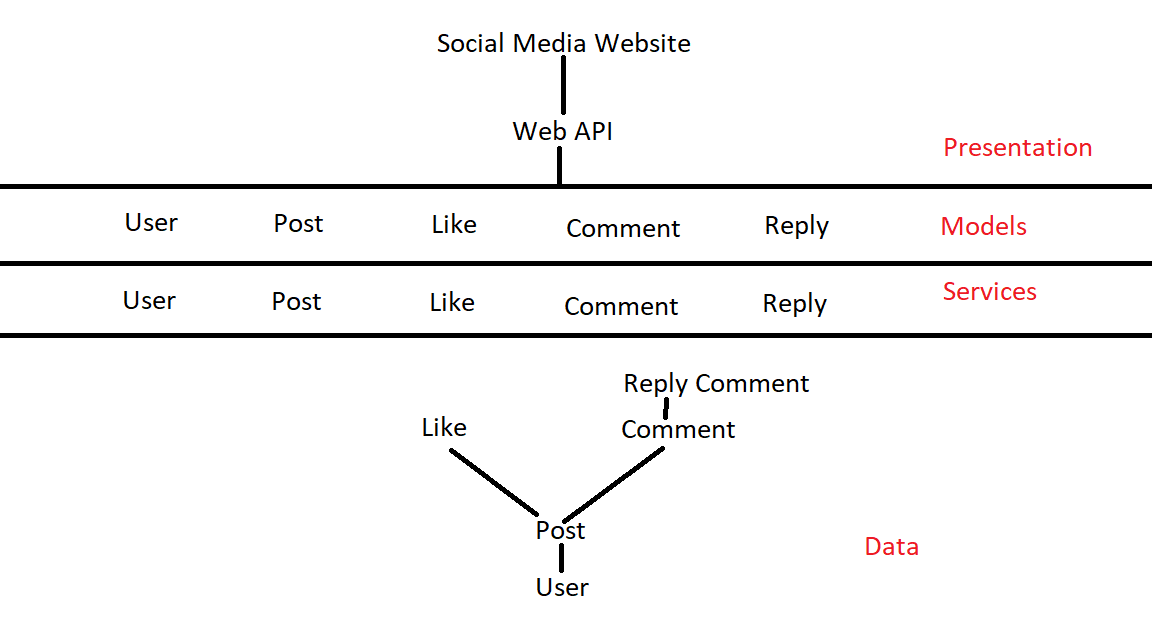 Social Media Website
Web API
Presentation
User Post Like Comment Reply Models
User Post Like Comment Reply Services
Reply Comment
Like Comment
Post
Data
User